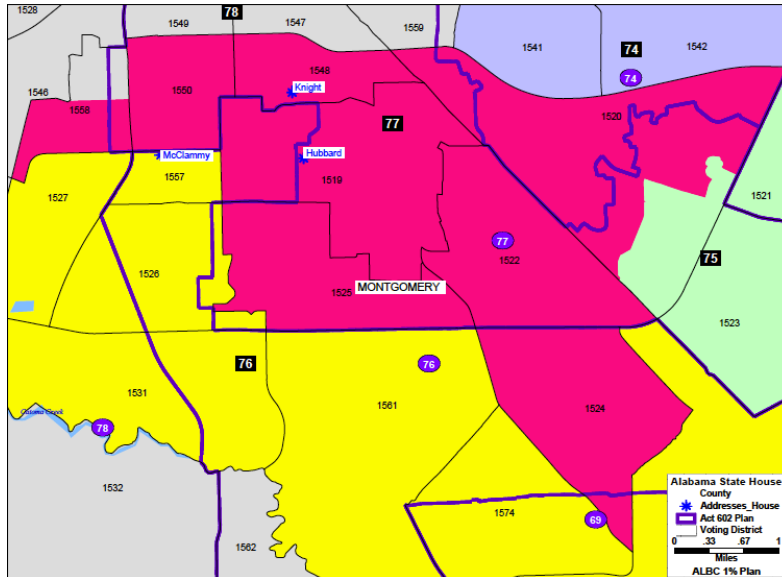 1528
1549
78
1547
1559
1541
74
1542
74
1546
1550
1548
Knight
1558
77
1520
McClammy
Hubbard
1557
1519
1527
1521
77
1522
75
1526
1525
MONTGOMERY
1523
76
76
1531
1561
1524
Catoma Creek
78
1532
1574
69
1562
Alabama State House
County
Addresses_House
Act 602 Plan
Voting District
0 .33 .67 1
Miles
ALBC 1% Plan